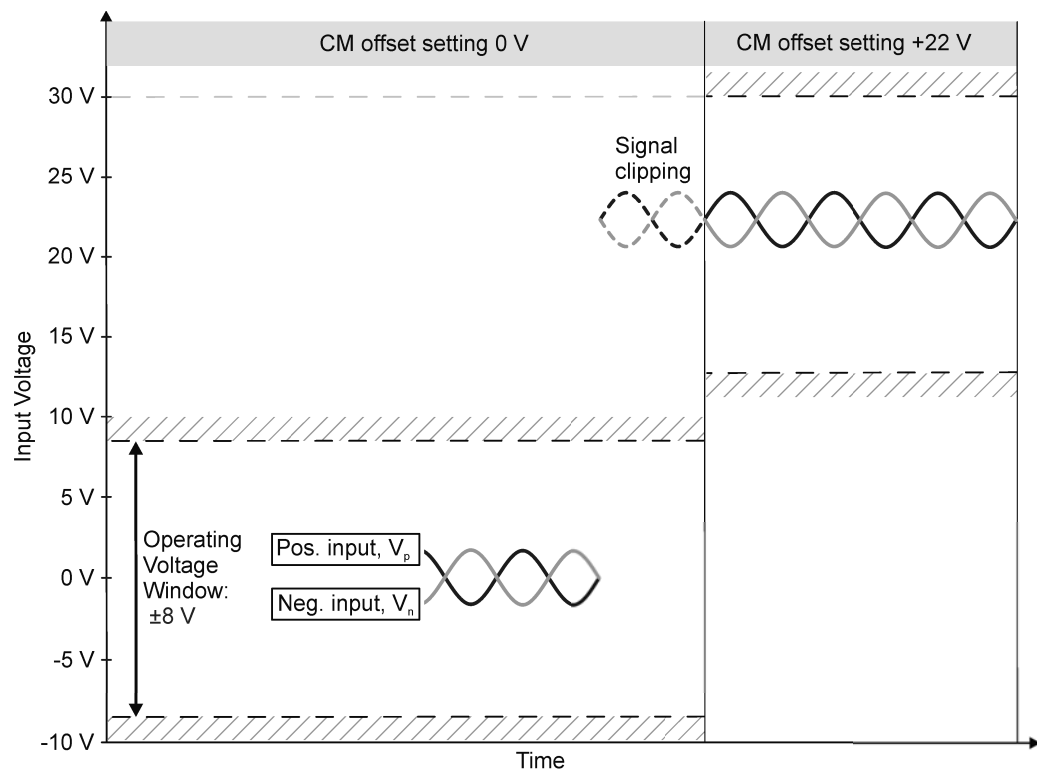 CM offset setting 0 V
CM offset setting +22 V
30 V
25 V
20 V
15 V
10 V
5 V
0 V
-5 V
-10 V
Input Voltage
Signal
clipping
Operating
Voltage
Window:
±8 V
Pos. input, Vp
Neg. input, Vn
Time